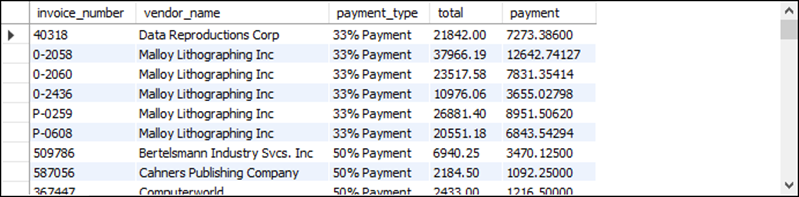 invoice_number vendor_name payment_type total payment
40318 Data Reproductions Corp 33% Payment 21842.00 7273.38600
0-2058 Malloy Lithographing Inc 33% Payment 37966.19 12642.74127
0-2060 Malloy Lithographing Inc 33% Payment 23517.58 7831.35414
0-2436 Malloy Lithographing Inc 33% Payment 10976.06 3655.02798
P-0259 Malloy Lithographing Inc 33% Payment 26881.40 8951.50620
P-0608 Malloy Lithographing Inc 33% Payment 20551.18 6843.54294
509786 Bertelsmann Industry Svcs. Inc 50% Payment 6940.25 3470.12500
587056 Cahners Publishing Company 50% Payment 2184.50 1092.25000
367447 Computerworld 50% Payment 2433.00 1216.50000